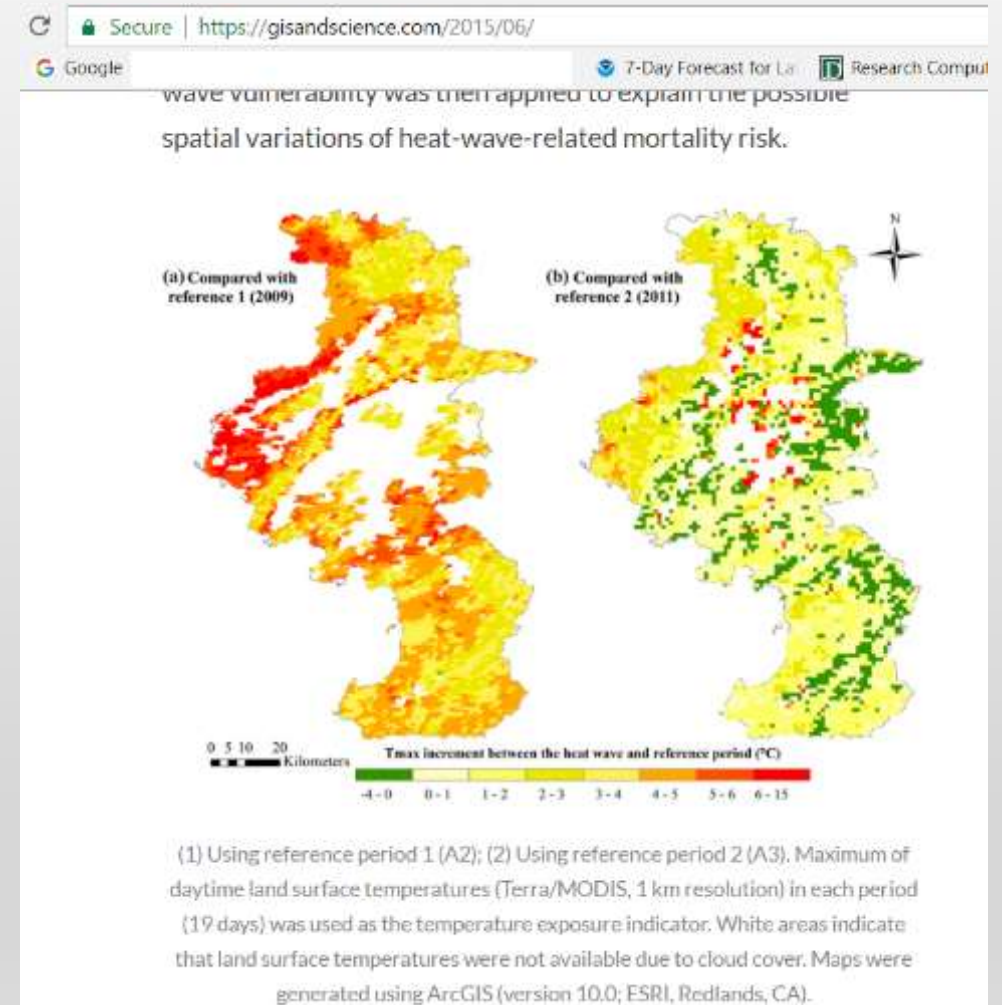 Secure | https://gisandscience.com/2015/06/
Google 7-Day Forecast for La Research Comput
wave vulnerability was then applied to explain the possible
spatial variations of heat-wave-related mortality risk.
N
(a) Compared with
reference 1 (2009)
(b) Compared with
reference 2 (2011)
0 5 10 20
Kilometers
Tmax increment between the heat wave and reference period (°C)
-4 - 0 0 - 1 1 - 2 2 - 3 3 - 4 4 - 5 5 - 6 6 - 15
(1) Using reference period 1 (A2); (2) Using reference period 2 (A3). Maximum of
daytime land surface temperatures (Terra/MODIS, 1 km resolution) in each period
(19 days) was used as the temperature exposure indicator. White areas indicate
that land surface temperatures were not available due to cloud cover. Maps were
generated using ArcGIS (version 10.0; ESRI, Redlands, CA).